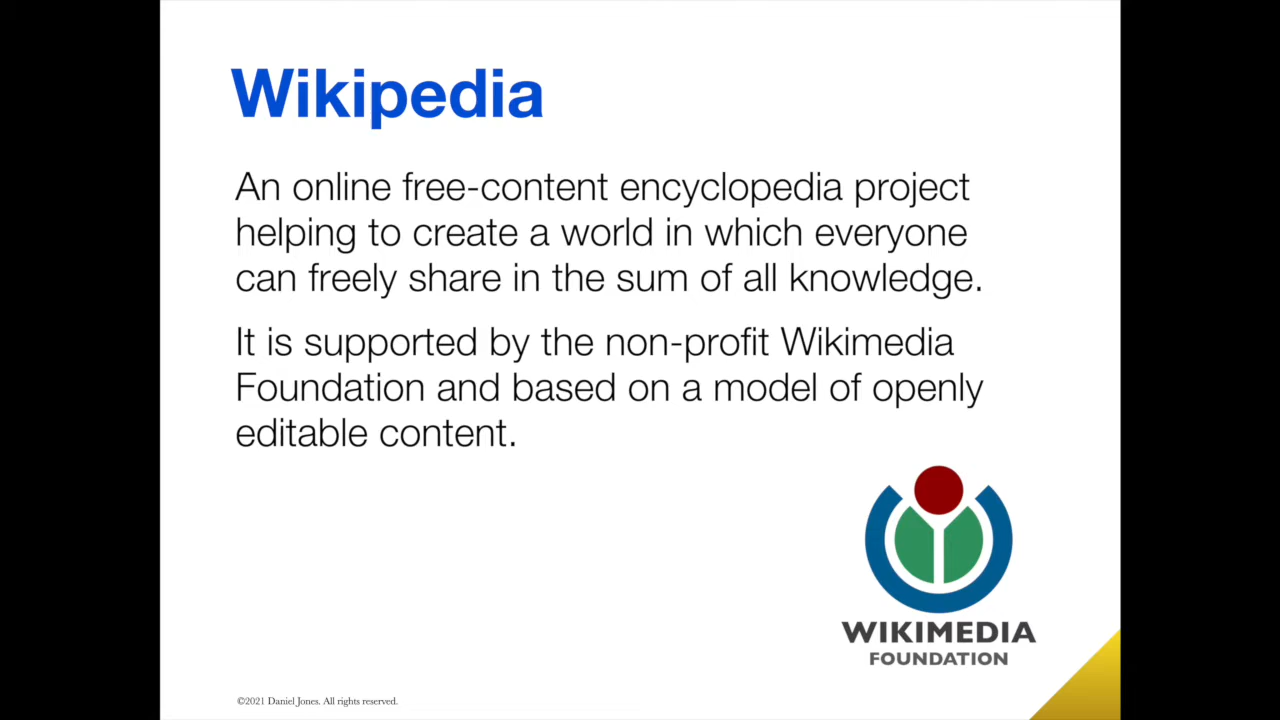 Wikipedia
An online free-content encyclopedia project
helping to create a world in which everyone
can freely share in the sum of all knowledge.
It is supported by the non-profit Wikimedia
Foundation and based on a model of openly
editable content.
WIKIMEDIA
FOUNDATION
©2021 Daniel Jones. All rights reserved.